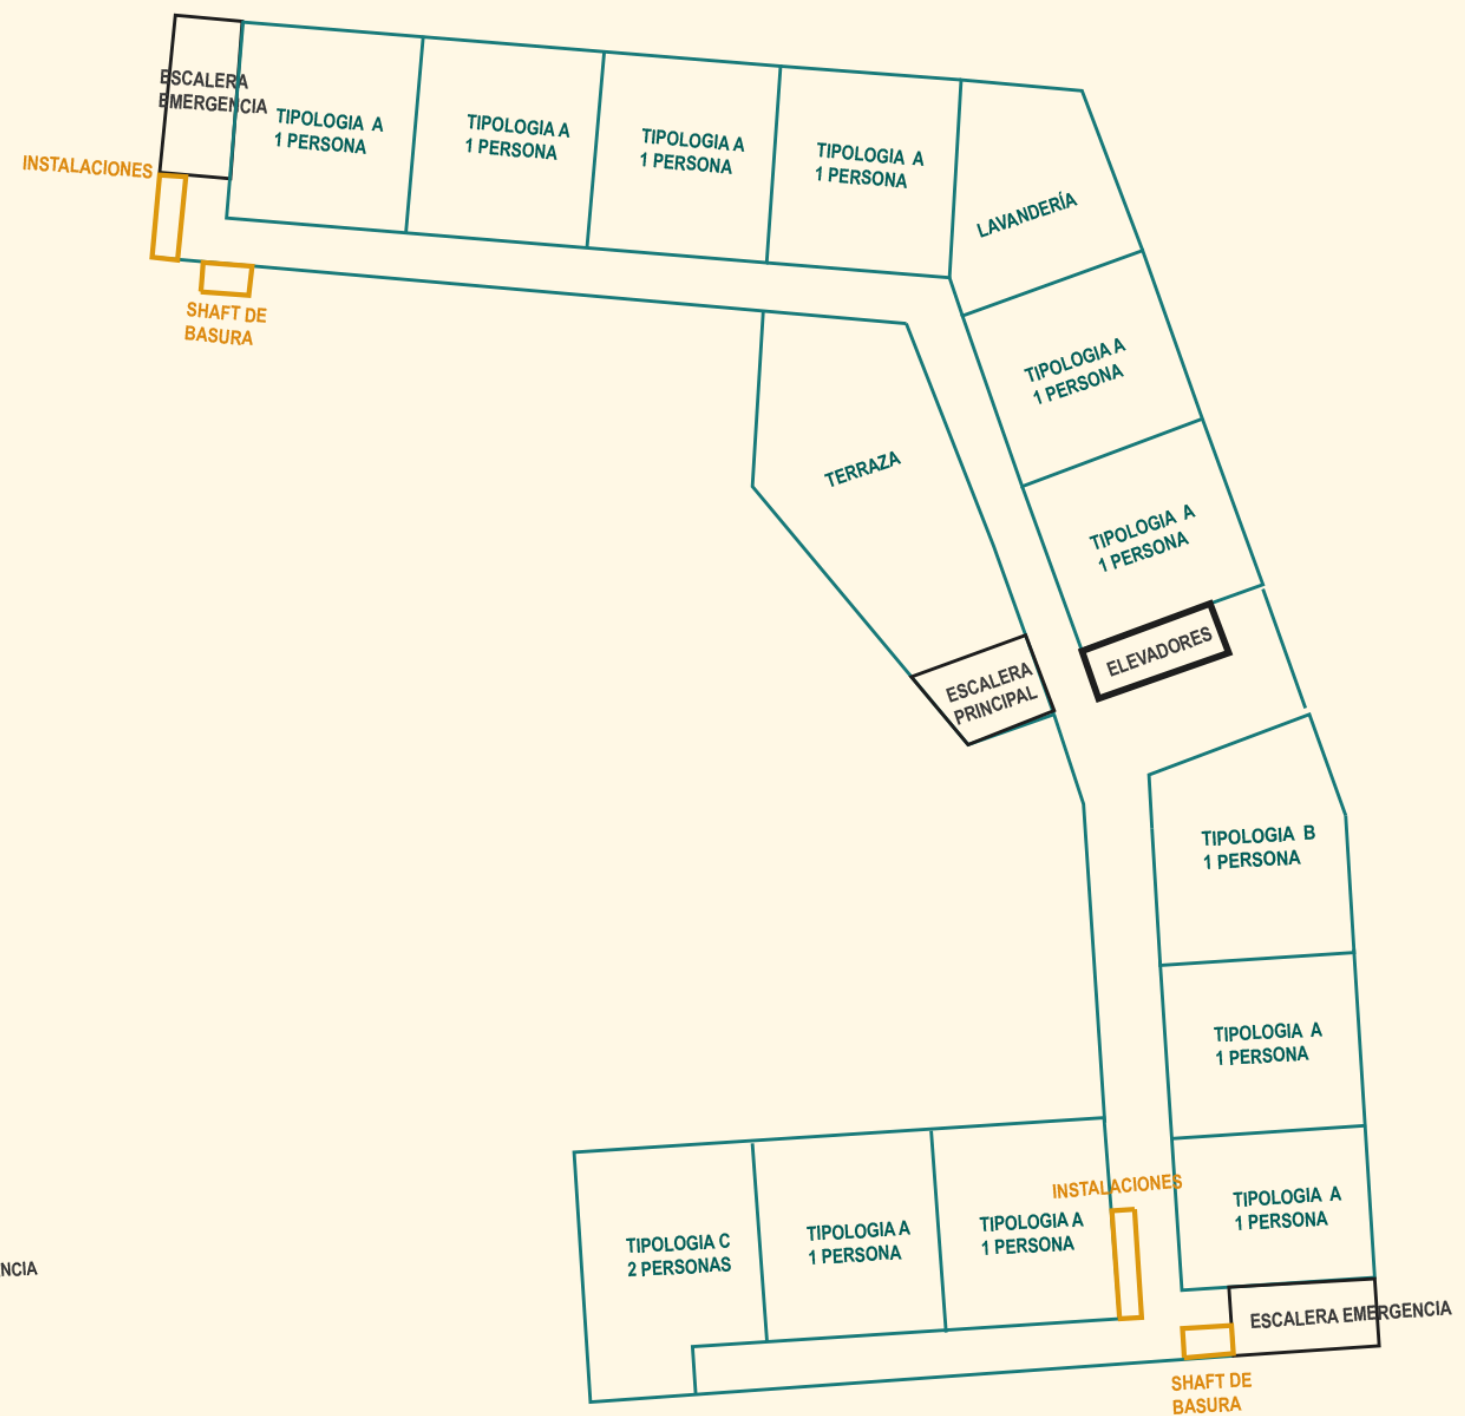 ESCALERA
EMERGENCIA
TIPOLOGIA A
1 PERSONA
TIPOLOGIA A
1 PERSONA
TIPOLOGIA A
1 PERSONA
TIPOLOGIA A
1 PERSONA
INSTALACIONES
LAVANDERÍA
SHAFT DE
BASURA
TIPOLOGIA A
1 PERSONA
TERRAZA
TIPOLOGIA A
1 PERSONA
ELEVADORES
ESCALERA
PRINCIPAL
TIPOLOGIA B
1 PERSONA
TIPOLOGIA A
1 PERSONA
INSTALACIONES
TIPOLOGIA A
1 PERSONA
TIPOLOGIA C
2 PERSONAS
TIPOLOGIA A
1 PERSONA
TIPOLOGIA A
1 PERSONA
NCIA
ESCALERA EMERGENCIA
SHAFT DE
BASURA